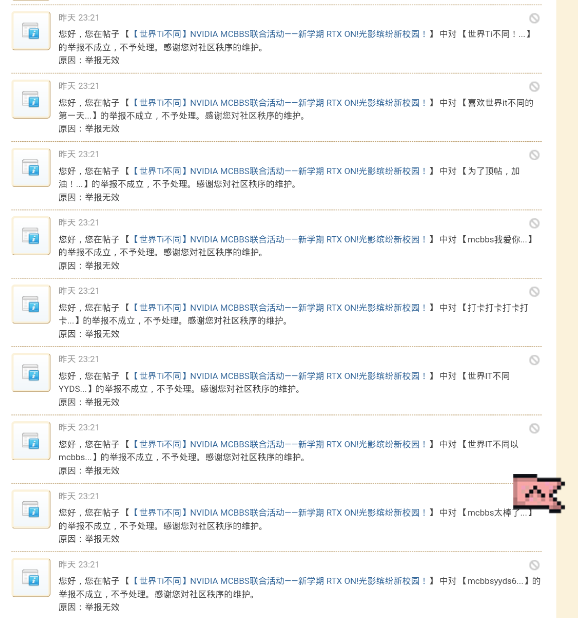 昨天 23:21
您好，您在帖子 【【世界Ti不同】NVIDIA MCBBS联合活动——新学期 RTX ON!光影缤纷新校园！】 中对 【世界Ti不同！...】
的举报不成立，不予处理。感谢您对社区秩序的维护。
原因：举报无效
昨天 23:21
您好，您在帖子 【【世界Ti不同】NVIDIA MCBBS联合活动——新学期 RTX ON!光影缤纷新校园！】 中对 【喜欢世界it不同的
第一天...】的举报不成立，不予处理。感谢您对社区秩序的维护。
原因：举报无效
昨天 23:21
您好，您在帖子 【【世界Ti不同】NVIDIA MCBBS联合活动——新学期 RTX ON!光影缤纷新校园！】 中对 【为了顶帖，加
油！...】的举报不成立，不予处理。感谢您对社区秩序的维护。
原因：举报无效
昨天 23:21
您好，您在帖子 【【世界Ti不同】NVIDIA MCBBS联合活动——新学期 RTX ON!光影缤纷新校园！】 中对 【mcbbs我爱你...】
的举报不成立，不予处理。感谢您对社区秩序的维护。
原因：举报无效
昨天 23:21
您好，您在帖子 【【世界Ti不同】NVIDIA MCBBS联合活动——新学期 RTX ON!光影缤纷新校园！】 中对 【打卡打卡打卡打
卡...】的举报不成立，不予处理。感谢您对社区秩序的维护。
原因：举报无效
昨天 23:21
您好，您在帖子 【【世界Ti不同】NVIDIA MCBBS联合活动——新学期 RTX ON!光影缤纷新校园！】 中对 【世界IT不同
YYDS...】的举报不成立，不予处理。感谢您对社区秩序的维护。
原因：举报无效
昨天 23:21
您好，您在帖子 【【世界Ti不同】NVIDIA MCBBS联合活动——新学期 RTX ON!光影缤纷新校园！】 中对 【世界IT不同以
mcbbs...】的举报不成立，不予处理。感谢您对社区秩序的维护。
原因：举报无效
昨天 23:21
您好，您在帖子 【【世界Ti不同】NVIDIA MCBBS联合活动——新学期 RTX ON!光影缤纷新校园！】 中对 【mcbbs太棒了...】
的举报不成立，不予处理。感谢您对社区秩序的维护。
原因：举报无效
昨天 23:21
您好，您在帖子 【【世界Ti不同】NVIDIA MCBBS联合活动——新学期 RTX ON!光影缤纷新校园！】 中对 【mcbbsyyds6...】的
举报不成立，不予处理。感谢您对社区秩序的维护。
原因：举报无效